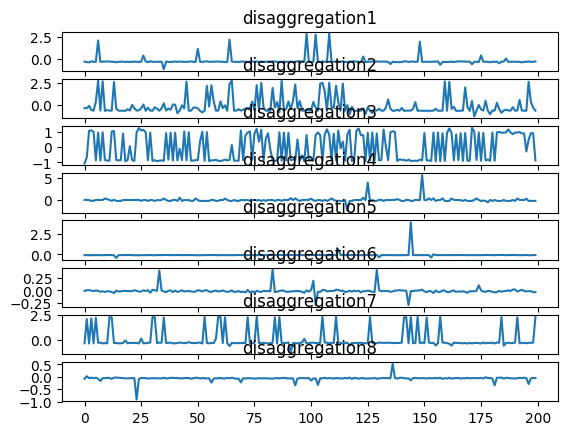 disaggregation1
2.5
0.0
disaggregation2
2.5
0.0
disaggregation3
1
0
−1
disaggregation4
5
0
disaggregation5
2.5
0.0
disaggregation6
0.25
0.00
−0.25
disaggregation7
2.5
0.0
disaggregation8
0.5
0.0
−0.5
−1.0
0 25 50 75 100 125 150 175 200